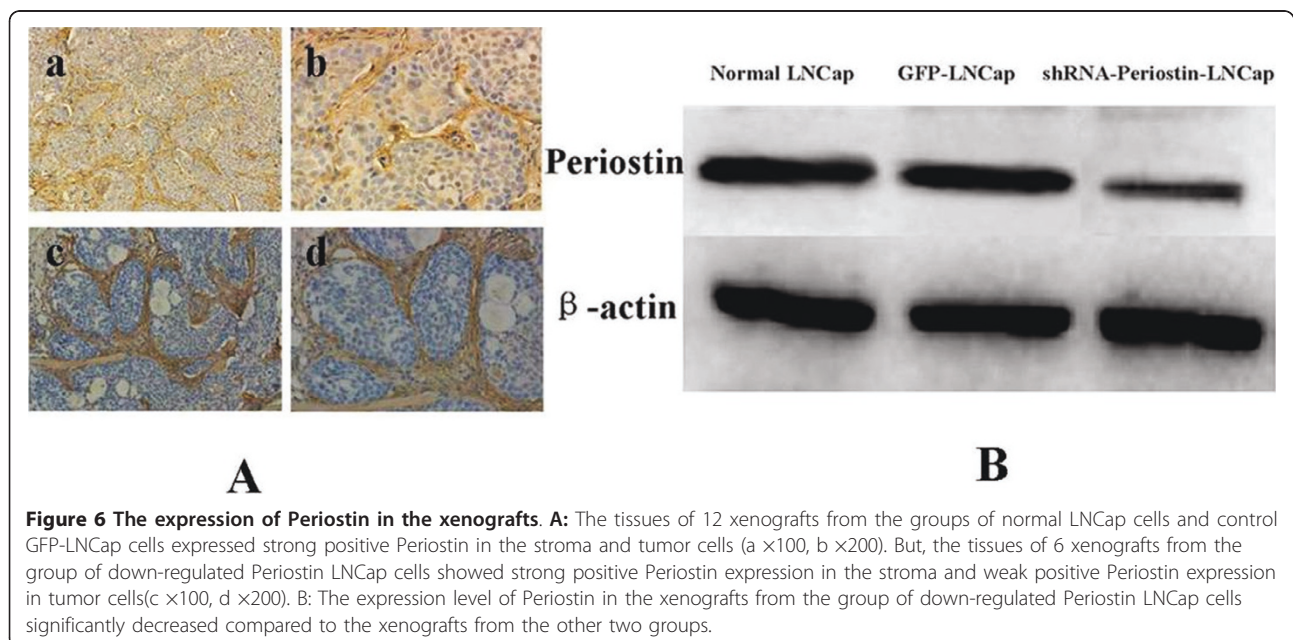 a
b
c
d
A
Normal LNCap GFP-LNCap shRNA-Periostin-LNCap
Periostin
β-actin
B
Figure 6 The expression of Periostin in the xenografts. A: The tissues of 12 xenografts from the groups of normal LNCap cells and control
GFP-LNCap cells expressed strong positive Periostin in the stroma and tumor cells (a ×100, b ×200). But, the tissues of 6 xenografts from the
group of down-regulated Periostin LNCap cells showed strong positive Periostin expression in the stroma and weak positive Periostin expression
in tumor cells(c ×100, d ×200). B: The expression level of Periostin in the xenografts from the group of down-regulated Periostin LNCap cells
significantly decreased compared to the xenografts from the other two groups.